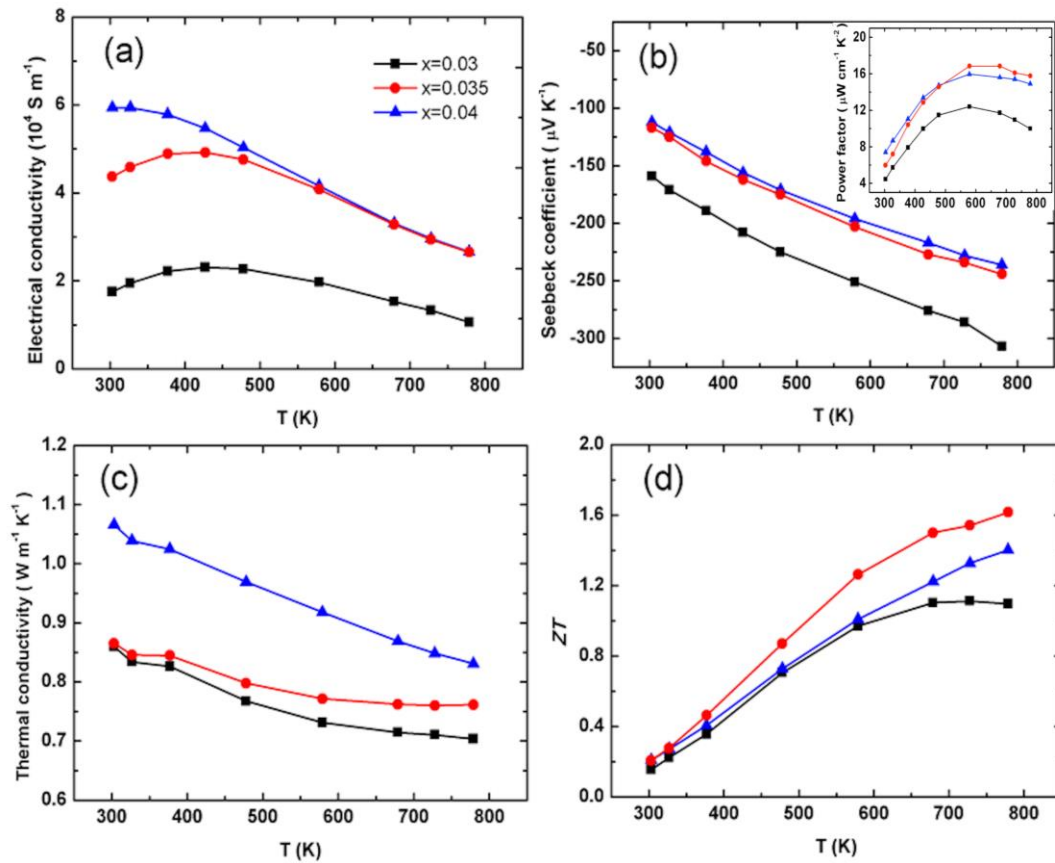 (a)
x=0.03
x=0.035
x=0.04
Electrical conductivity (10⁴ S m⁻¹)
8
6
4
2
0
300 400 500 600 700 800
T (K)
(b)
Seebeck coefficient ( μV K⁻¹)
-50
-100
-150
-200
-250
-300
300 400 500 600 700 800
T (K)
Power factor (μW cm⁻¹ K⁻²)
20
16
12
8
4
300 400 500 600 700 800
(c)
Thermal conductivity ( W m⁻¹ K⁻¹)
1.2
1.1
1.0
0.9
0.8
0.7
0.6
300 400 500 600 700 800
T (K)
(d)
ZT
2.0
1.6
1.2
0.8
0.4
0.0
300 400 500 600 700 800
T (K)